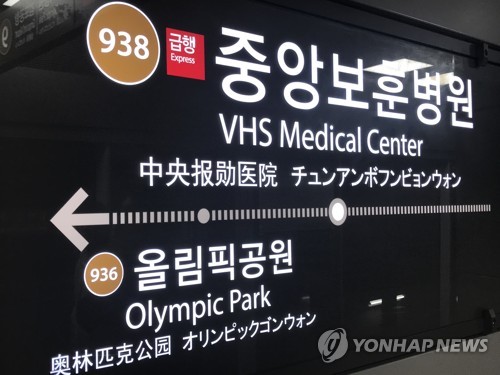 938 급행 중앙보훈병원
Express
VHS Medical Center
中央报勋医院 チュンアンボフンビョンウォン
936 올림픽공원
Olympic Park
奥林匹克公园 オリンピックゴンウォン
YONHAP NEWS